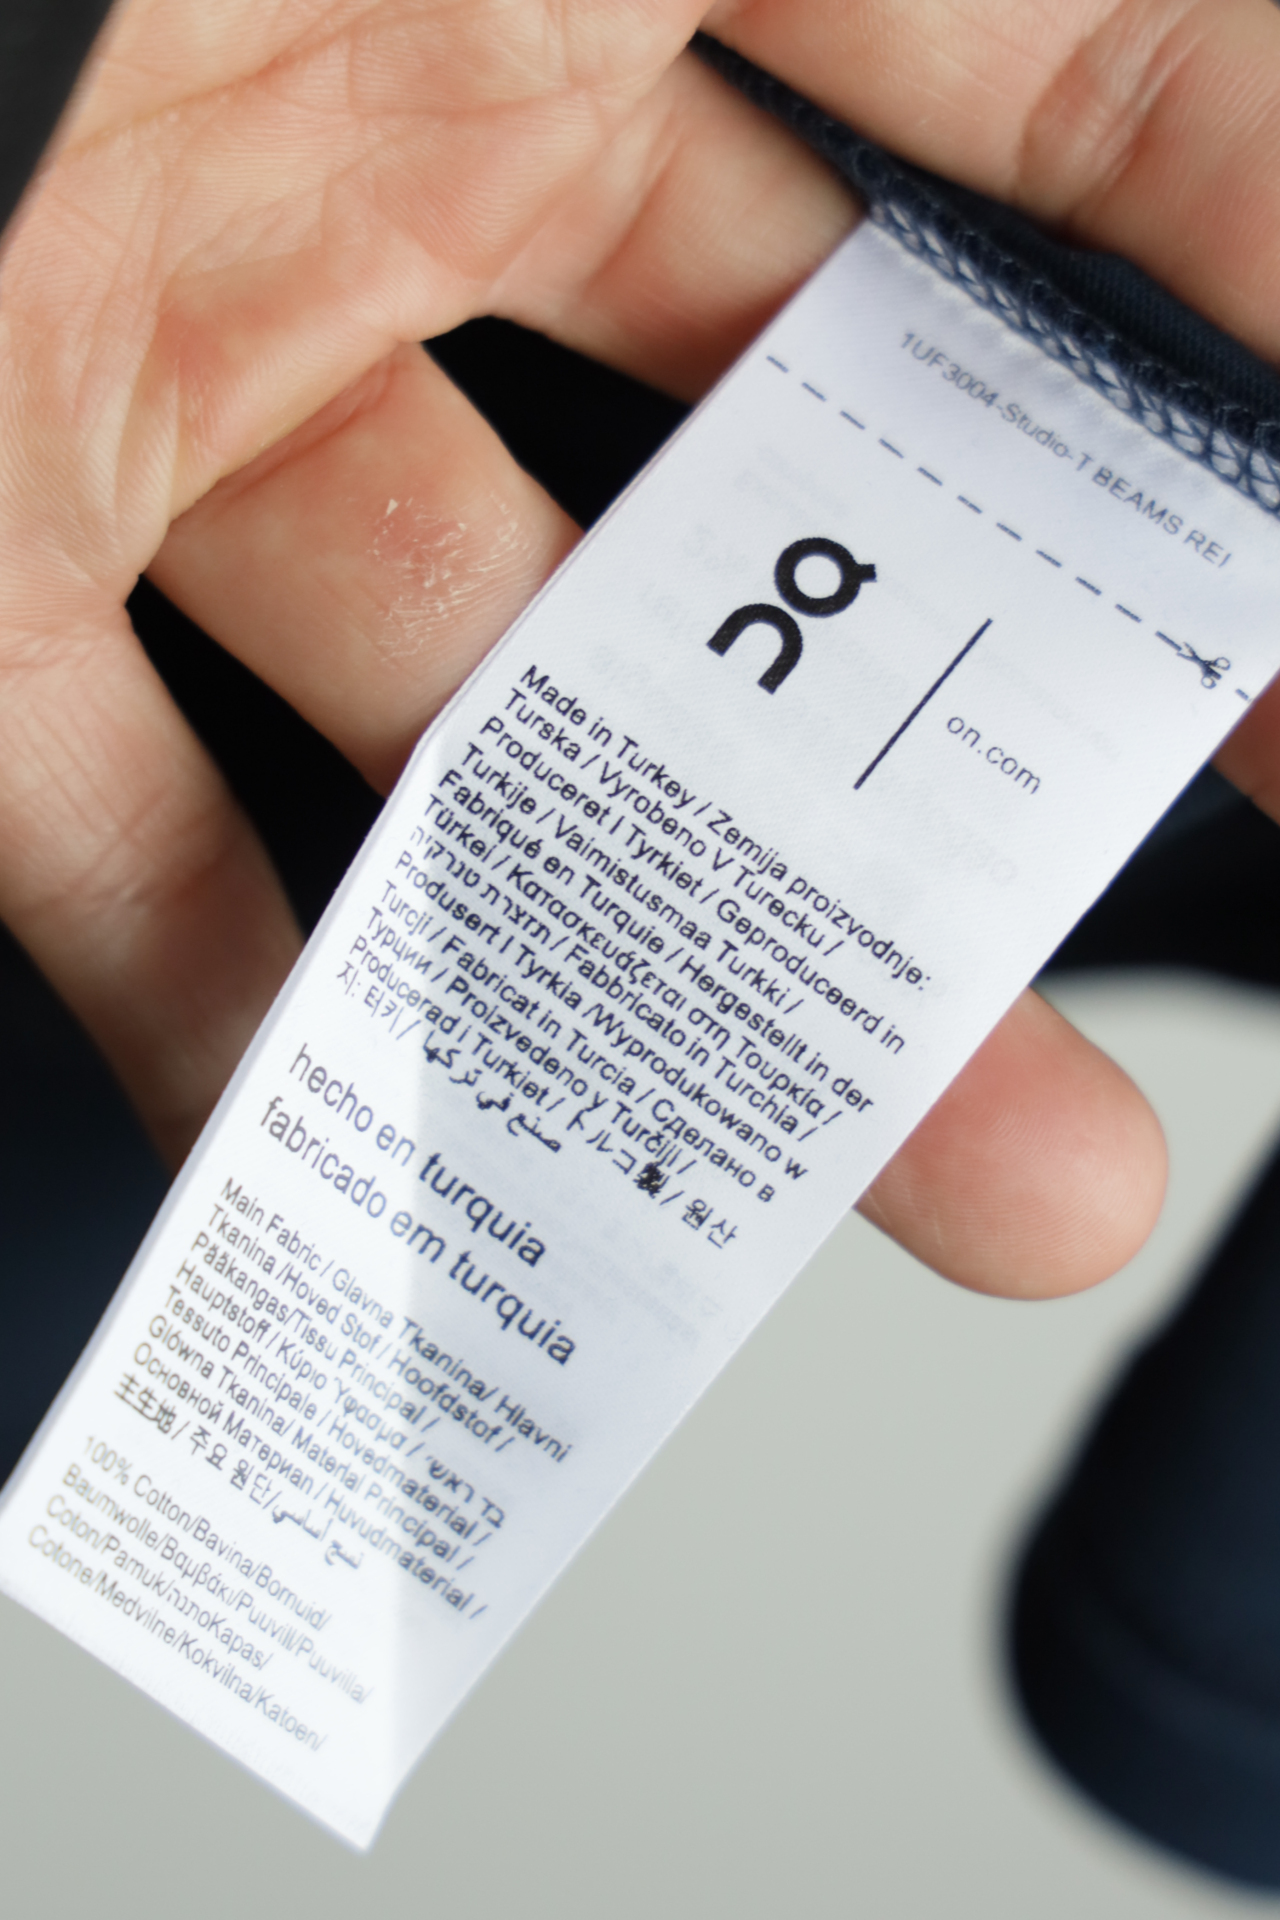 1UF3004-Studio-T BEAMS REI
on
on.com
Made in Turkey / Zemija proizvodnje:
Turska / Vyrobeno V Turecku /
Produceret I Tyrkiet / Geproduceerd in
Turkije / Valmistusmaa Turkki /
Fabriqué en Turquie / Hergestellt in der
Türkei / Κατασκευάζεται στη Τουρκία /
תוצרת טורקיה / Fabbricato in Turchia /
Produsert I Tyrkia /Wyprodukowano w
Turcji / Fabricat in Turcia / Сделано в
Турции / Proizvedeno y Turčiji /
Producerad i Turkiet / トルコ製 / 원산
지: 터키 / صنع في تركيا
hecho en turquia
fabricado em turquia
Main Fabric / Glavna Tkanina/ Hlavni
Tkanina /Hoved Stof / Hoofdstof /
Pääkangas/Tissu Principal /
Hauptstoff / Κύριο Ύφασμα / בד ראשי
Tessuto Principale / Hovedmaterial /
Główna Tkanina/ Material Principal /
Основной Материал / Huvudmaterial /
主生地 / 주요 원단/نسيج أساسي
100% Cotton/Bavina/Bomuld/
Baumwolle/Βαμβάκι/Puuvill/Puuvilla/
Coton/Pamuk/כותנהKapas/
Cotone/Medvilne/Kokvilna/Katoen/